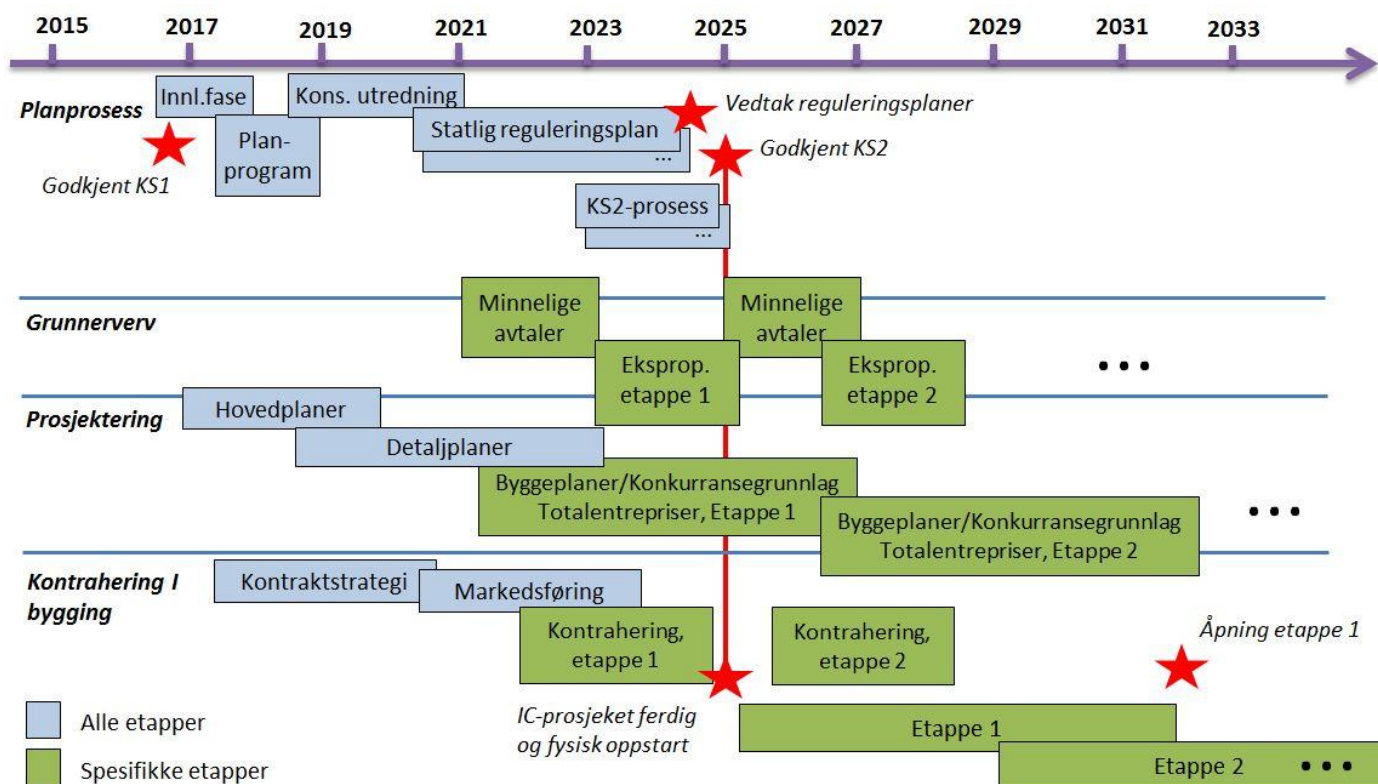 2015 2017 2019 2021 2023 2025 2027 2029 2031 2033
Planprosess
Innl.fase
Kons. utredning
Vedtak reguleringsplaner
Plan-
program
Statlig reguleringsplan
...
Godkjent KS1
Godkjent KS2
KS2-prosess
...
Grunnerverv
Minnelige
avtaler
Minnelige
avtaler
Eksprop.
etappe 1
Eksprop.
etappe 2
...
Prosjektering
Hovedplaner
Detaljplaner
Byggeplaner/Konkurransegrunnlag
Totalentrepriser, Etappe 1
Byggeplaner/Konkurransegrunnlag
Totalentrepriser, Etappe 2
...
Kontrahering I
bygging
Kontraktstrategi
Markedsføring
Kontrahering,
etappe 1
Kontrahering,
etappe 2
Åpning etappe 1
IC-prosjeket ferdig
og fysisk oppstart
Etappe 1
Etappe 2 ...
Alle etapper
Spesifikke etapper